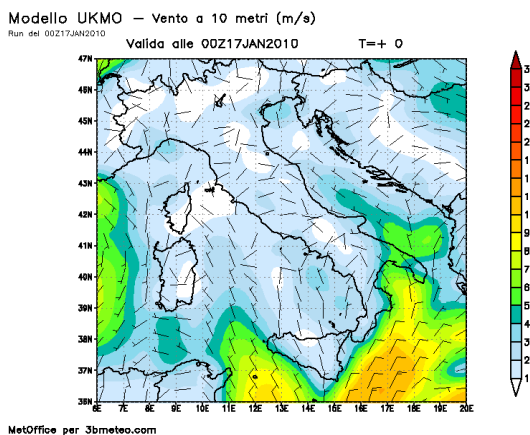 Modello UKMO – Vento a 10 metri (m/s)
Run del 00Z17JAN2010
Valida alle 00Z17JAN2010 T=+ 0
47N
46N
45N
44N
43N
42N
41N
40N
39N
38N
37N
36N
6E 7E 8E 9E 10E 11E 12E 13E 14E 15E 16E 17E 18E 19E 20E
9
8
7
6
5
4
3
2
1
MetOffice per 3bmeteo.com